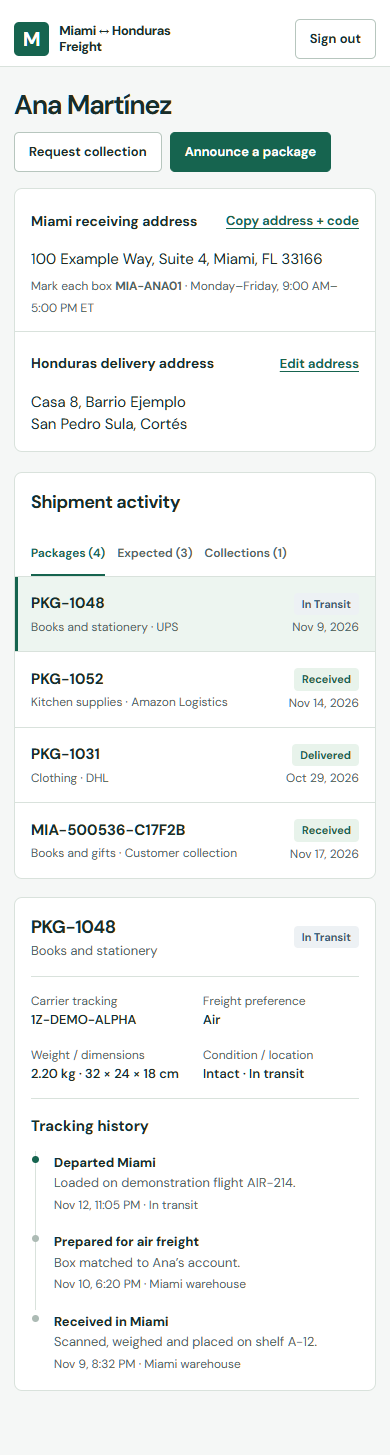 M
Miami ↔ Honduras
Freight
Sign out
Ana Martínez
Request collection
Announce a package
Miami receiving address
Copy address + code
100 Example Way, Suite 4, Miami, FL 33166
Mark each box MIA-ANA01 · Monday–Friday, 9:00 AM–
5:00 PM ET
Honduras delivery address
Edit address
Casa 8, Barrio Ejemplo
San Pedro Sula, Cortés
Shipment activity
Packages (4)
Expected (3)
Collections (1)
PKG-1048
In Transit
Books and stationery · UPS
Nov 9, 2026
PKG-1052
Received
Kitchen supplies · Amazon Logistics
Nov 14, 2026
PKG-1031
Delivered
Clothing · DHL
Oct 29, 2026
MIA-500536-C17F2B
Received
Books and gifts · Customer collection
Nov 17, 2026
PKG-1048
In Transit
Books and stationery
Carrier tracking
Freight preference
1Z-DEMO-ALPHA
Air
Weight / dimensions
Condition / location
2.20 kg · 32 × 24 × 18 cm
Intact · In transit
Tracking history
Departed Miami
Loaded on demonstration flight AIR-214.
Nov 12, 11:05 PM · In transit
Prepared for air freight
Box matched to Ana’s account.
Nov 10, 6:20 PM · Miami warehouse
Received in Miami
Scanned, weighed and placed on shelf A-12.
Nov 9, 8:32 PM · Miami warehouse